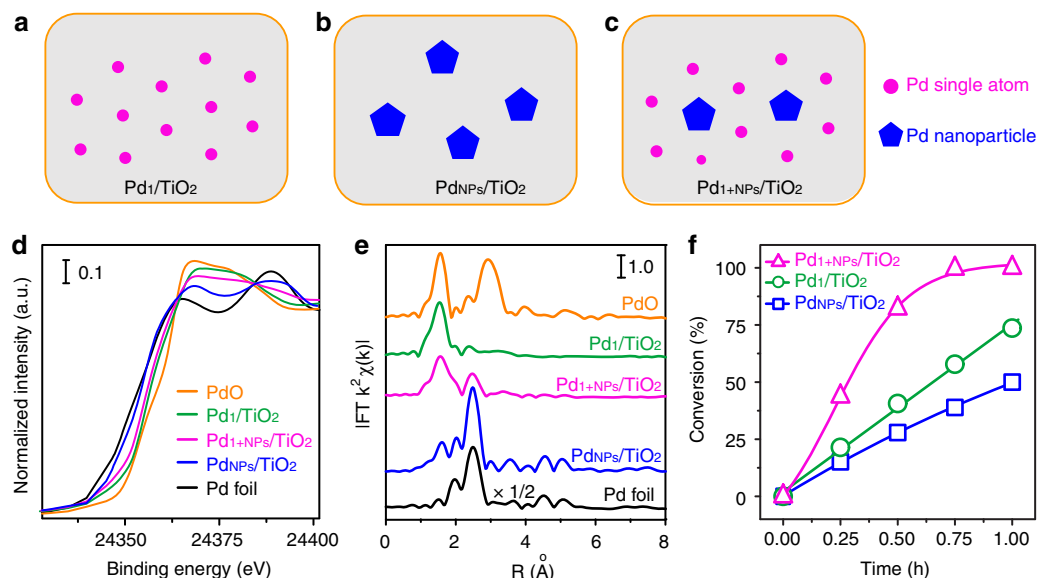 a
b
c
Pd1/TiO2
PdNPs/TiO2
Pd1+NPs/TiO2
Pd single atom
Pd nanoparticle
d
0.1
Normalized intensity (a.u.)
PdO
Pd1/TiO2
Pd1+NPs/TiO2
PdNPs/TiO2
Pd foil
24350 24375 24400
Binding energy (eV)
e
1.0
|FT k² χ(k)|
PdO
Pd1/TiO2
Pd1+NPs/TiO2
PdNPs/TiO2
× 1/2
Pd foil
0 2 4 6 8
R (Å)
f
Pd1+NPs/TiO2
Pd1/TiO2
PdNPs/TiO2
Conversion (%)
100
75
50
25
0
0.00 0.25 0.50 0.75 1.00
Time (h)